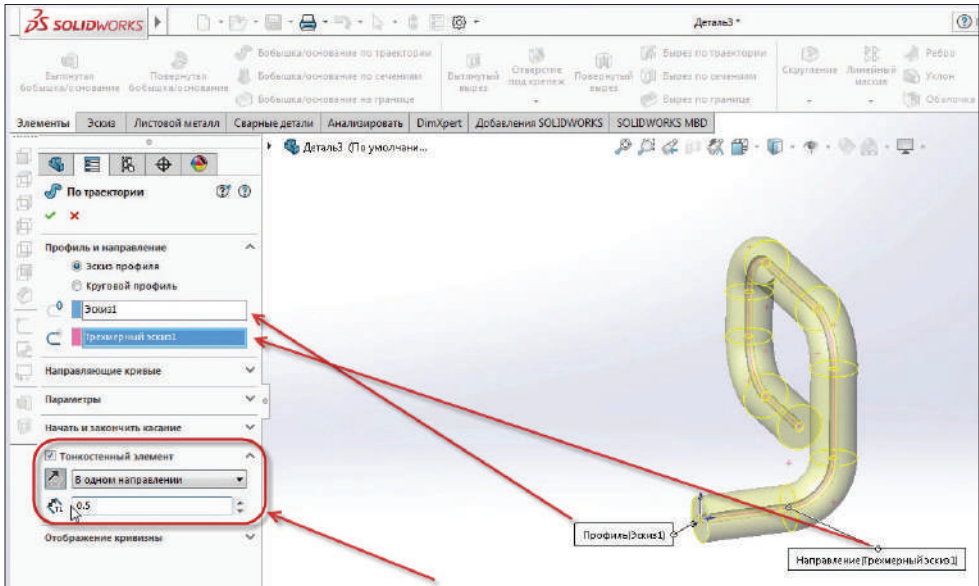 SOLIDWORKS
Деталь3 *
Вытянутая бобышка/основание
Повернутая бобышка/основание
Бобышка/основание по траектории
Бобышка/основание по сечениям
Бобышка/основание на границе
Вытянутый вырез
Отверстие под крепеж
Повернутый вырез
Вырез по траектории
Вырез по сечениям
Вырез по границе
Скругление
Линейный массив
Ребро
Уклон
Оболочка
Элементы Эскиз Листовой металл Сварные детали Анализировать DimXpert Добавления SOLIDWORKS SOLIDWORKS MBD
Деталь3 (По умолчани...
По траектории
Профиль и направление
Эскиз профиля
Круговой профиль
Эскиз1
Трехмерный эскиз1
Направляющие кривые
Параметры
Начать и закончить касание
Тонкостенный элемент
В одном направлении
0.5
Отображение кривизны
Профиль(Эскиз1)
Направление(Трехмерный эскиз1)